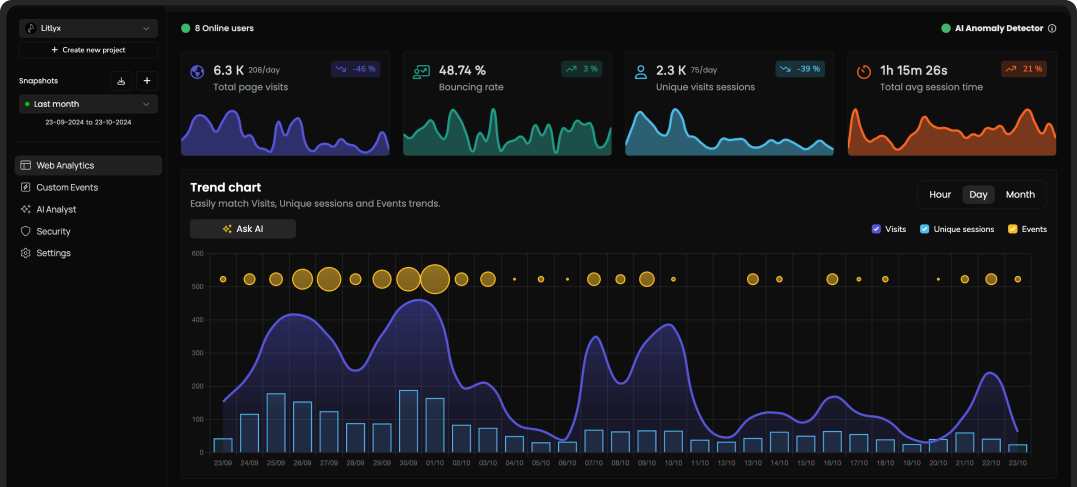 Litlyx
Create new project
Snapshots
Last month
23-09-2024 to 23-10-2024
Web Analytics
Custom Events
AI Analyst
Security
Settings
8 Online users
AI Anomaly Detector
6.3 K 208/day -46 %
Total page visits
48.74 % 3 %
Bouncing rate
2.3 K 75/day -39 %
Unique visits sessions
1h 15m 26s 21 %
Total avg session time
Trend chart
Easily match Visits, Unique sessions and Events trends.
Hour Day Month
Ask AI
Visits Unique sessions Events
600
500
400
300
200
100
0
23/09 24/09 25/09 26/09 27/09 28/09 29/09 30/09 01/10 02/10 03/10 04/10 05/10 06/10 07/10 08/10 09/10 10/10 11/10 12/10 13/10 14/10 15/10 16/10 17/10 18/10 19/10 20/10 21/10 22/10 23/10